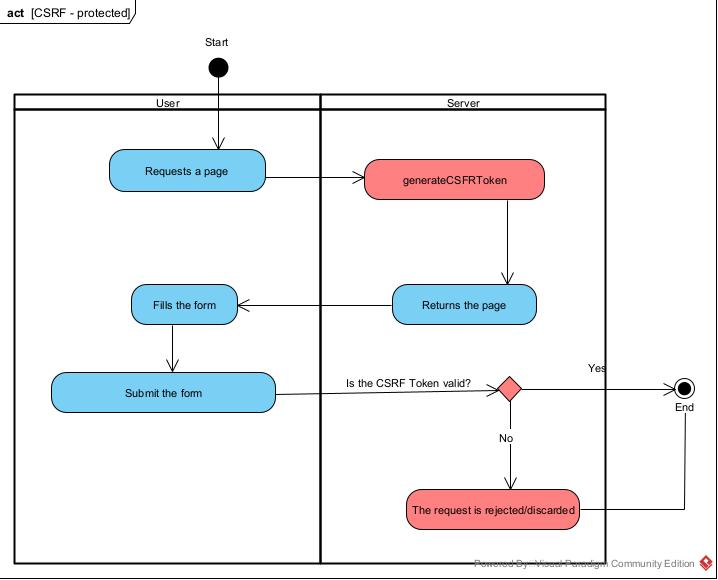 act [CSRF - protected]
Start
User
Server
Requests a page
generateCSFRToken
Fills the form
Returns the page
Submit the form
Is the CSRF Token valid?
Yes
End
No
The request is rejected/discarded
Powered By: Visual Paradigm Community Edition